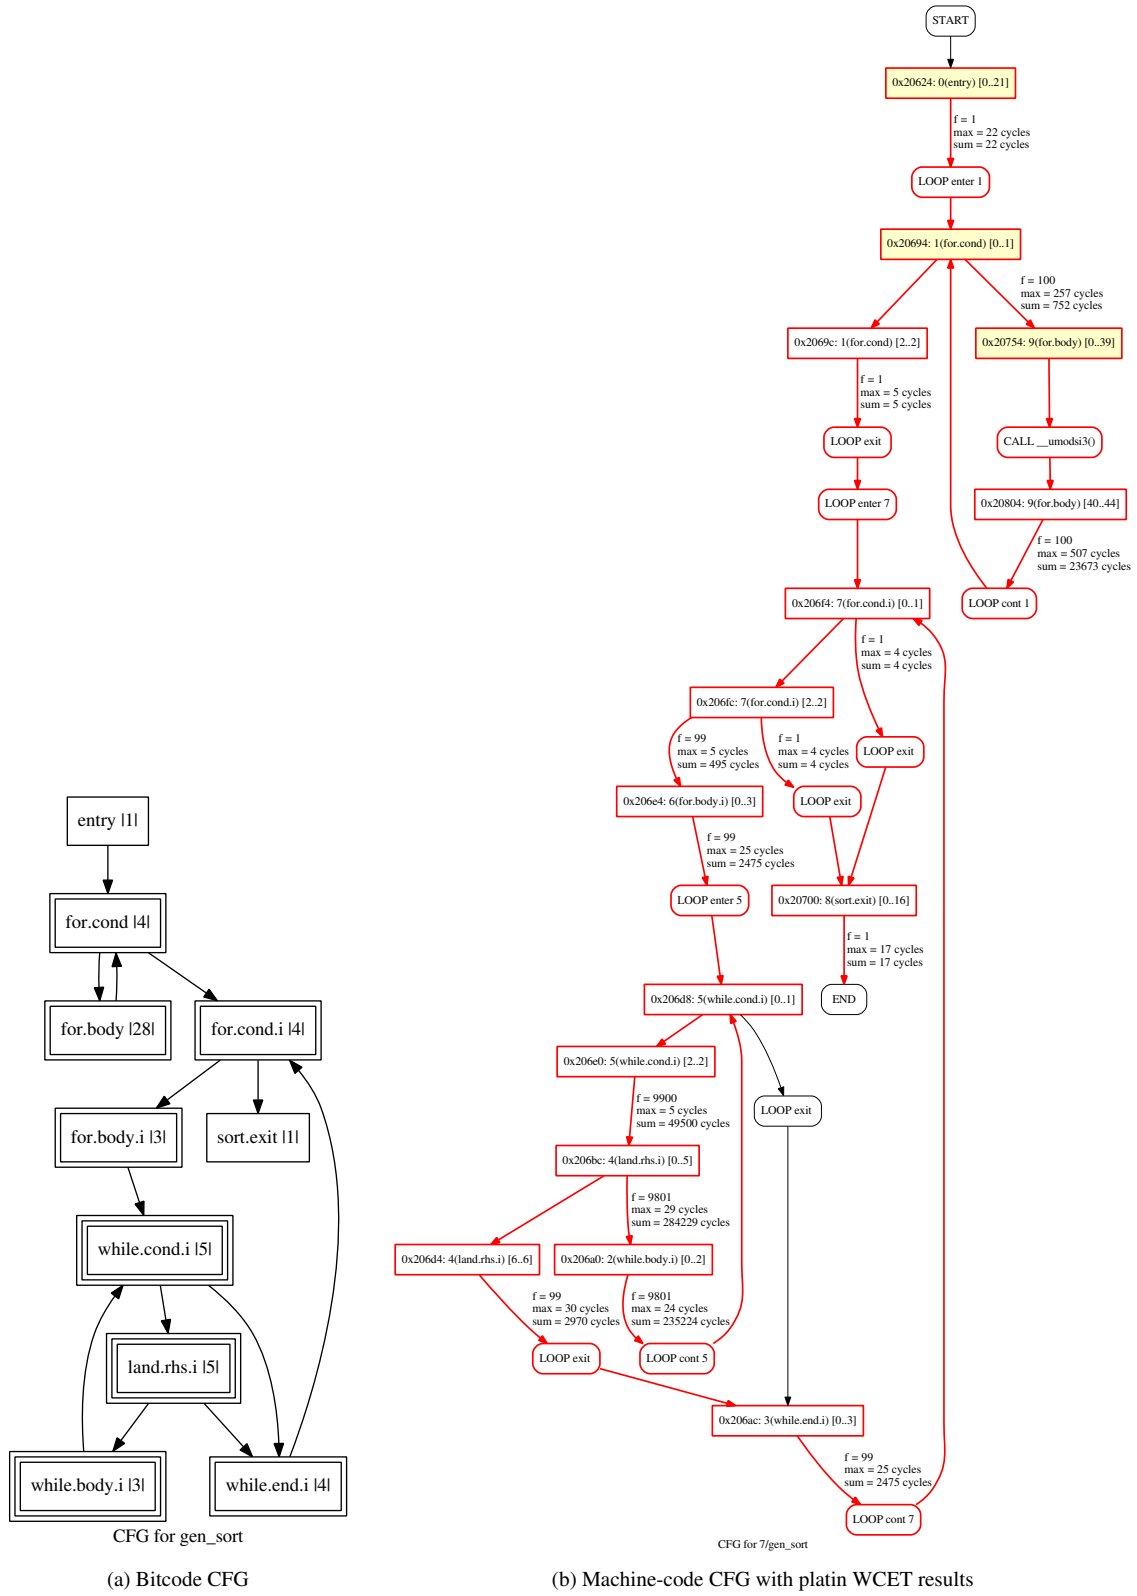 START
0x20624: 0(entry) [0..21]
f = 1
max = 22 cycles
sum = 22 cycles
LOOP enter 1
0x20694: 1(for.cond) [0..1]
f = 100
max = 257 cycles
sum = 752 cycles
0x2069c: 1(for.cond) [2..2]
0x20754: 9(for.body) [0..39]
f = 1
max = 5 cycles
sum = 5 cycles
LOOP exit
CALL __umodsi3()
LOOP enter 7
0x20804: 9(for.body) [40..44]
f = 100
max = 507 cycles
sum = 23673 cycles
0x206f4: 7(for.cond.i) [0..1]
LOOP cont 1
f = 1
max = 4 cycles
sum = 4 cycles
0x206fc: 7(for.cond.i) [2..2]
f = 99
max = 5 cycles
sum = 495 cycles
f = 1
max = 4 cycles
sum = 4 cycles
LOOP exit
0x206e4: 6(for.body.i) [0..3]
LOOP exit
f = 99
max = 25 cycles
sum = 2475 cycles
LOOP enter 5
0x20700: 8(sort.exit) [0..16]
f = 1
max = 17 cycles
sum = 17 cycles
0x206d8: 5(while.cond.i) [0..1]
END
0x206e0: 5(while.cond.i) [2..2]
f = 9900
max = 5 cycles
sum = 49500 cycles
LOOP exit
0x206bc: 4(land.rhs.i) [0..5]
f = 9801
max = 29 cycles
sum = 284229 cycles
0x206d4: 4(land.rhs.i) [6..6]
0x206a0: 2(while.body.i) [0..2]
f = 99
max = 30 cycles
sum = 2970 cycles
f = 9801
max = 24 cycles
sum = 235224 cycles
LOOP exit
LOOP cont 5
0x206ac: 3(while.end.i) [0..3]
f = 99
max = 25 cycles
sum = 2475 cycles
LOOP cont 7
CFG for 7/gen_sort
entry |1|
for.cond |4|
for.body |28|
for.cond.i |4|
for.body.i |3|
sort.exit |1|
while.cond.i |5|
land.rhs.i |5|
while.body.i |3|
while.end.i |4|
CFG for gen_sort
(a) Bitcode CFG
(b) Machine-code CFG with platin WCET results